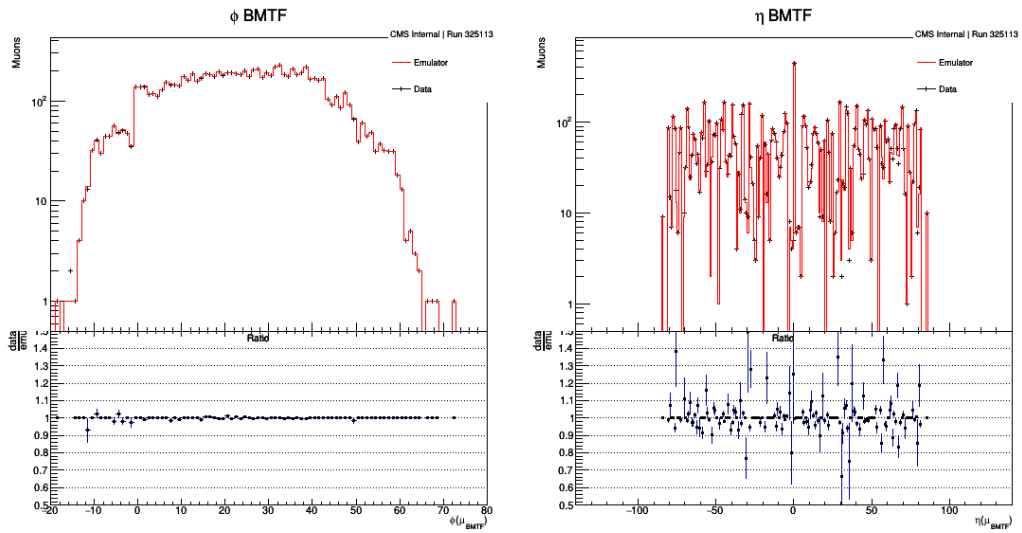 φ BMTF
CMS Internal | Run 325113
Muons
Emulator
Data
10²
10
1
Ratio
data
emu
1.5
1.4
1.3
1.2
1.1
1
0.9
0.8
0.7
0.6
0.5
-20 -10 0 10 20 30 40 50 60 70 80
φ(μBMTF)
η BMTF
CMS Internal | Run 325113
Muons
Emulator
Data
10²
10
1
Ratio
data
emu
1.5
1.4
1.3
1.2
1.1
1
0.9
0.8
0.7
0.6
0.5
-100 -50 0 50 100
η(μBMTF)